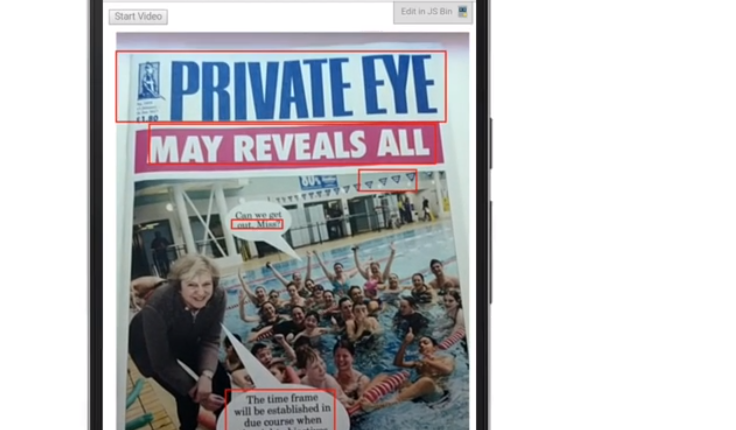 Start Video
Edit in JS Bin
PRIVATE EYE
£1.80
MAY REVEALS ALL
Can we get
out, Miss?
The time frame
will be established in
due course when